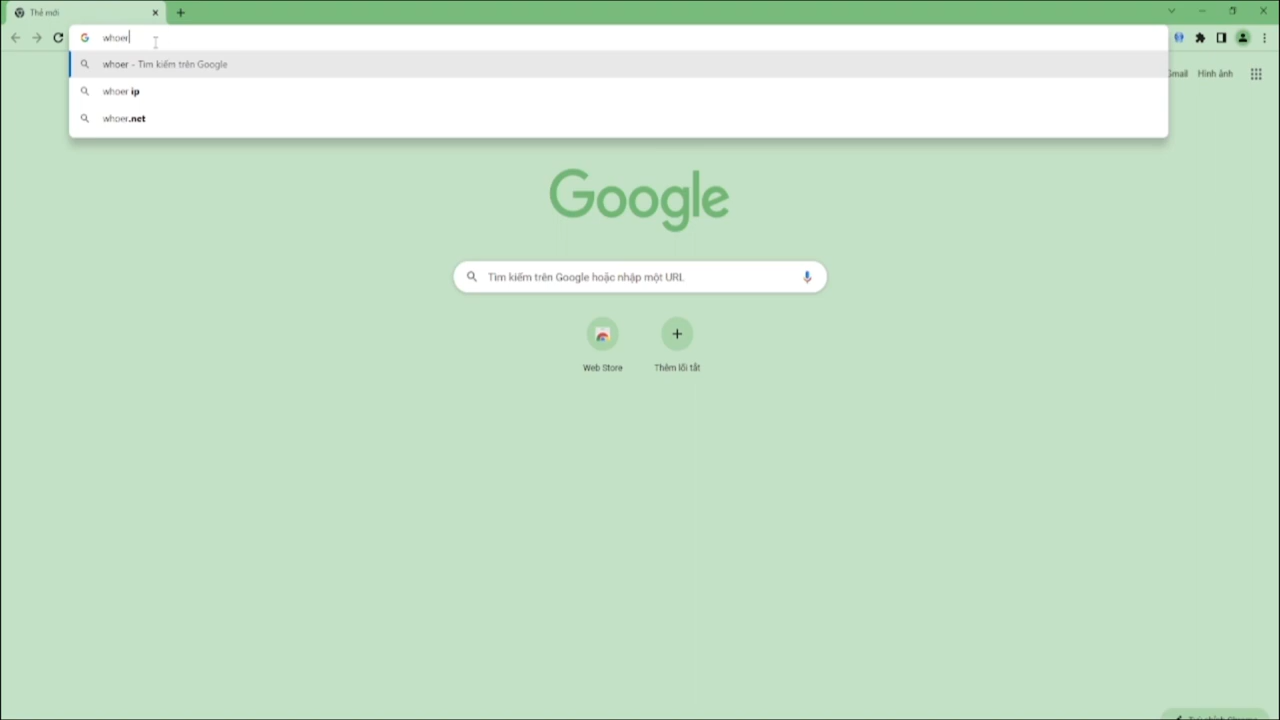 Thẻ mới
whoer
whoer - Tìm kiếm trên Google
whoer ip
whoer.net
Gmail Hình ảnh
Google
Tìm kiếm trên Google hoặc nhập một URL
Web Store Thêm lối tắt